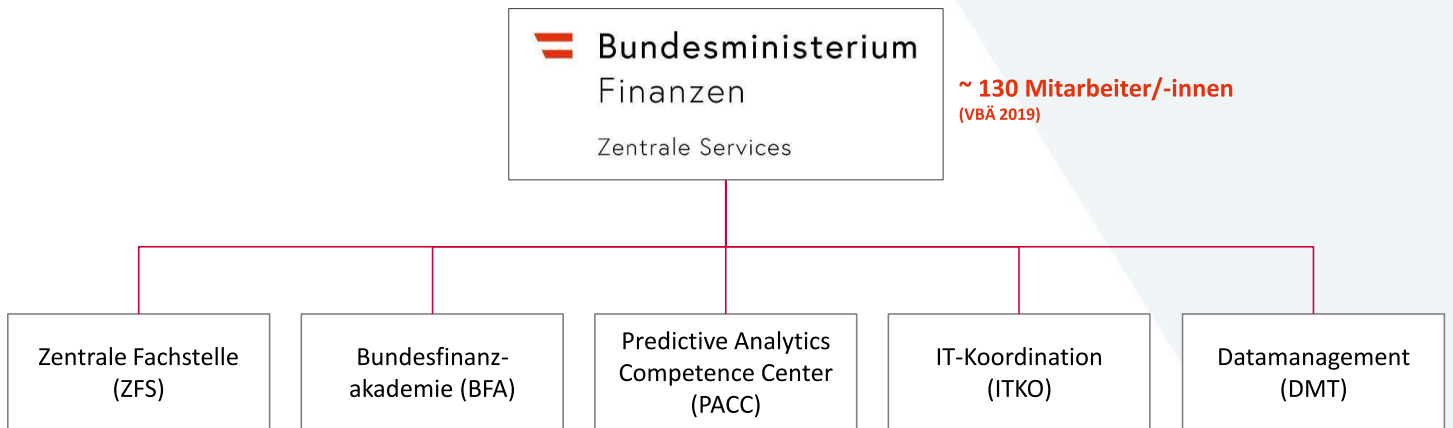 Bundesministerium
Finanzen
Zentrale Services
~ 130 Mitarbeiter/-innen
(VBÄ 2019)
Zentrale Fachstelle
(ZFS)
Bundesfinanz-
akademie (BFA)
Predictive Analytics
Competence Center
(PACC)
IT-Koordination
(ITKO)
Datamanagement
(DMT)